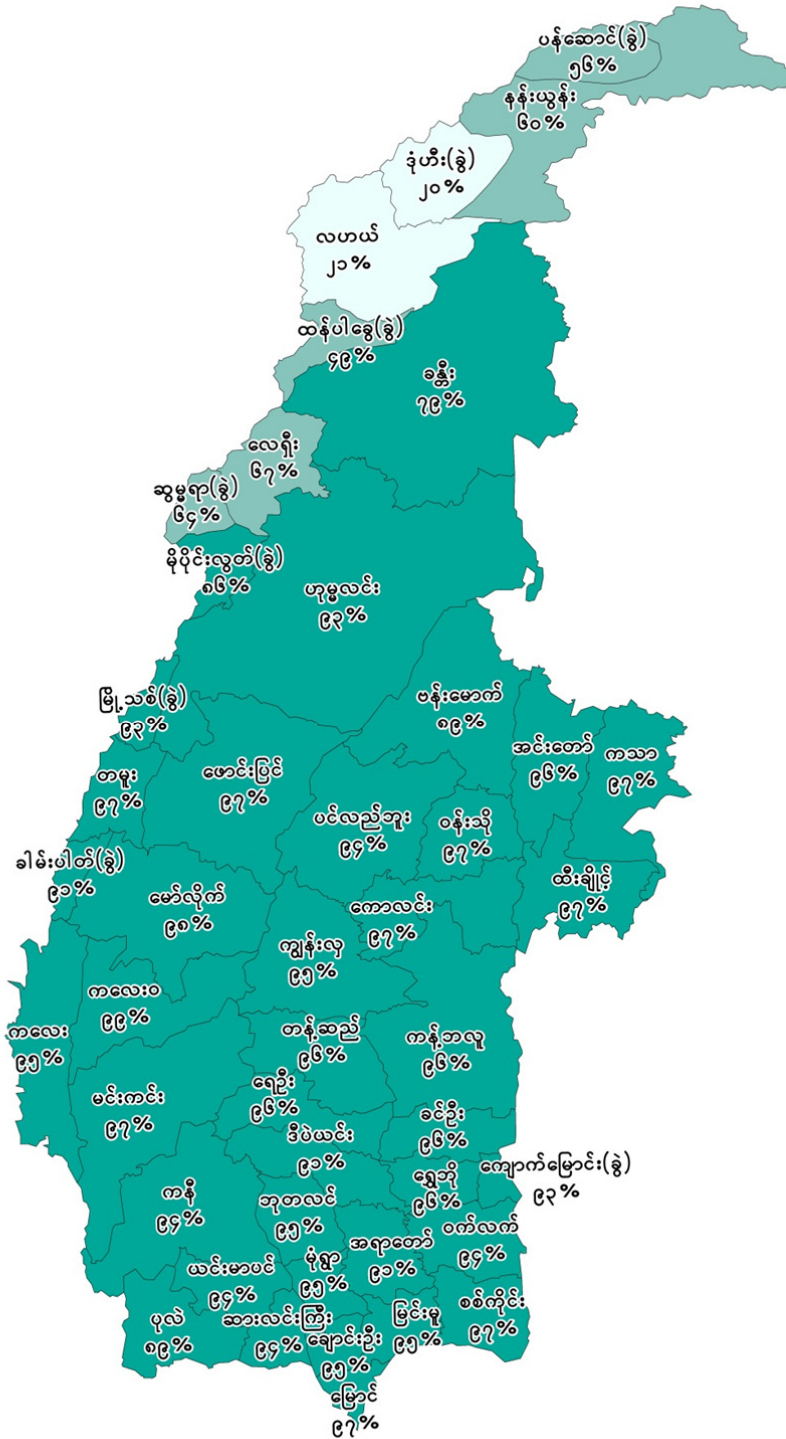 ပန်ဆောင်(ခွဲ)
၅၆%
နန်းယွန်း
၆၀%
ဒုံဟီး(ခွဲ)
၂၀%
လဟယ်
၂၁%
ထန်ပါခွေ(ခွဲ)
၄၉%
ခန္တီး
၇၉%
လေရှီး
၆၇%
ဆွမ္မရာ(ခွဲ)
၆၄%
မိုပိုင်းလွတ်(ခွဲ)
၈၆%
ဟုမ္မလင်း
၉၃%
မြို့သစ်(ခွဲ)
၉၃%
ဗန်းမောက်
၈၉%
အင်းတော်
၉၆%
ကသာ
၉၇%
တမူး
၉၇%
ဖောင်းပြင်
၉၇%
ပင်လည်ဘူး
၉၄%
ဝန်းသို
၉၇%
ခါမ်းပါတ်(ခွဲ)
၉၁%
မော်လိုက်
၉၈%
ကောလင်း
၉၇%
ထီးချိုင့်
၉၇%
ကျွန်းလှ
၉၅%
ကလေးဝ
၉၉%
ကလေး
၉၅%
တန့်ဆည်
၉၆%
ကန့်ဘလူ
၉၆%
မင်းကင်း
၉၇%
ရေဦး
၉၆%
ခင်ဦး
၉၆%
ဒီပဲယင်း
၉၁%
ကျောက်မြောင်း(ခွဲ)
၉၃%
ကနီ
၉၄%
ဘုတလင်
၉၅%
ရွှေဘို
၉၆%
ဝက်လက်
၉၄%
အရာတော်
၉၁%
ယင်းမာပင်
၉၄%
မုံရွာ
၉၅%
ပုလဲ
၈၉%
ဆားလင်းကြီး
၉၄%
ချောင်းဦး
၉၅%
မြင်းမူ
၉၅%
စစ်ကိုင်း
၉၇%
မြောင်
၉၇%